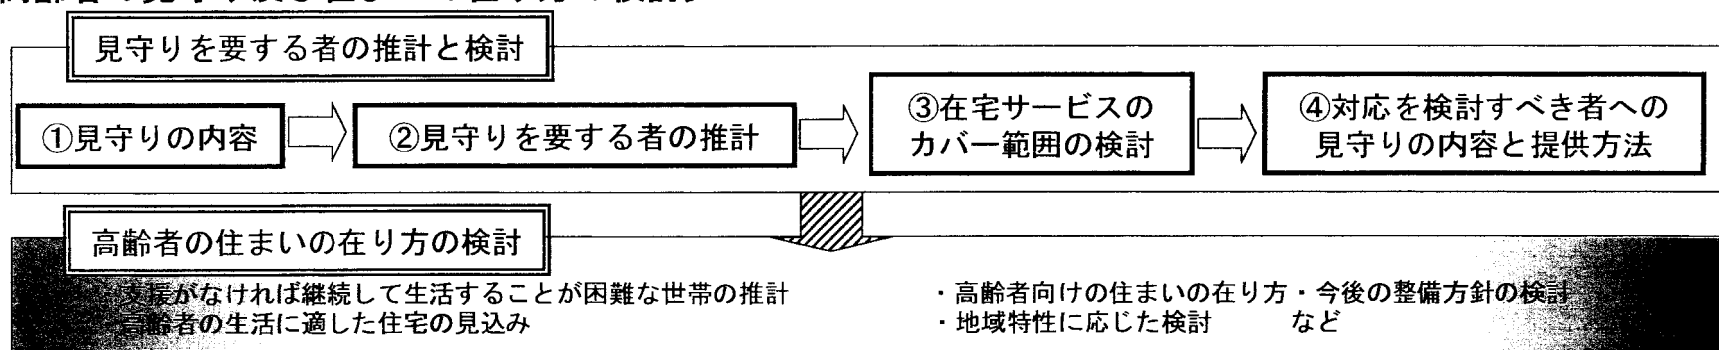 見守りを要する者の推計と検討
①見守りの内容
②見守りを要する者の推計
③在宅サービスの
カバー範囲の検討
④対応を検討すべき者への
見守りの内容と提供方法
高齢者の住まいの在り方の検討
支援がなければ継続して生活することが困難な世帯の推計
高齢者の生活に適した住宅の見込み
・高齢者向けの住まいの在り方・今後の整備方針の検討
・地域特性に応じた検討 など